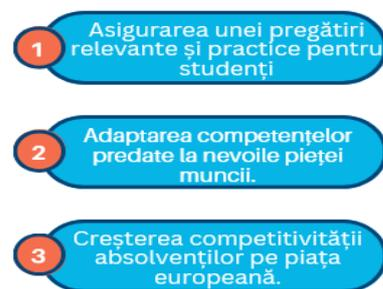 1
Asigurarea unei pregătiri
relevante și practice pentru
studenți
2
Adaptarea competențelor
predate la nevoile pieței
muncii.
3
Creșterea competitivității
absolvenților pe piața
europeană.